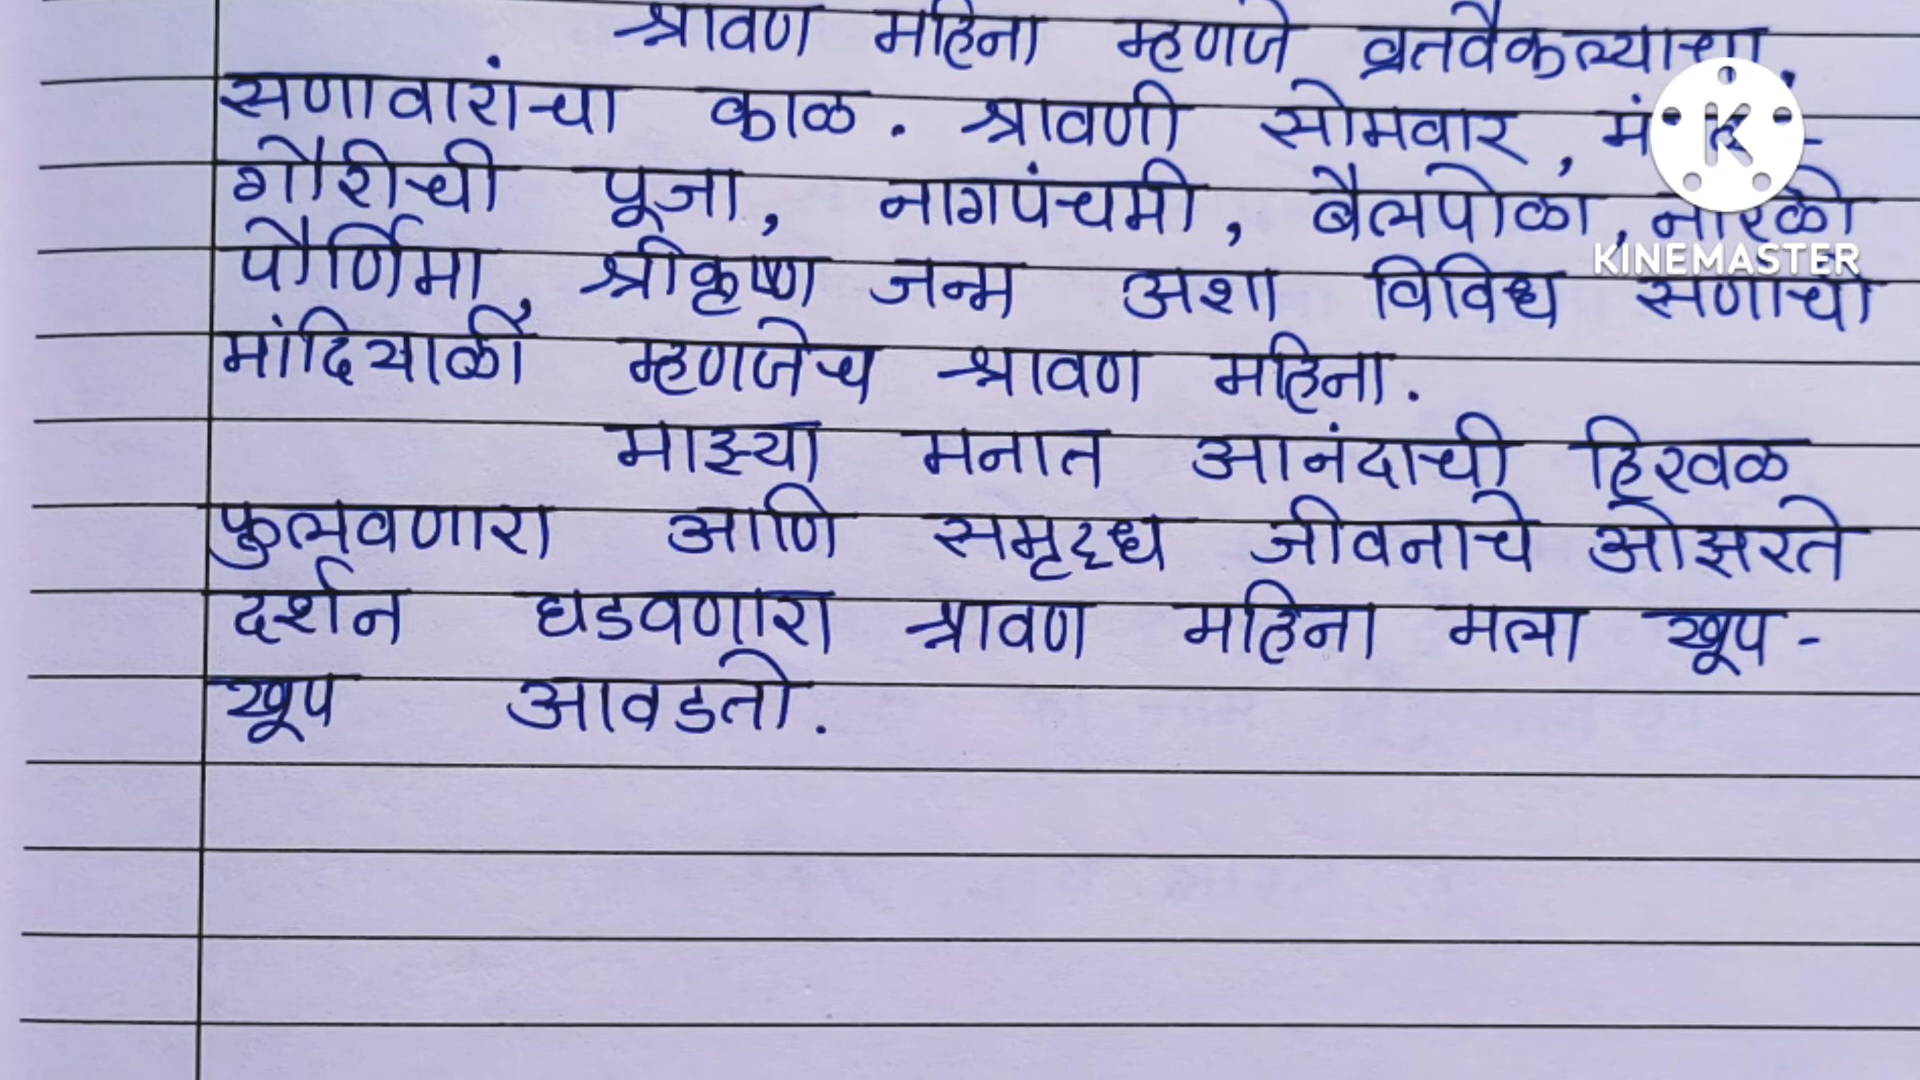 श्रावण महिना म्हणजे व्रतवैकल्याचा,
सणावारांचा काळ. श्रावणी सोमवार,
गौरीची पूजा, नागपंचमी, बैलपोळा, नारळी
पौर्णिमा, श्रीकृष्ण जन्म अशा विविध सणाची
मांदियाळी म्हणजेच श्रावण महिना.
माझ्या मनात आनंदाची हिरवळ
फुलवणारा आणि समृद्ध जीवनाचे ओझरते
दर्शन घडवणारा श्रावण महिना मला खूप-
खूप आवडतो.
K
KINEMASTER